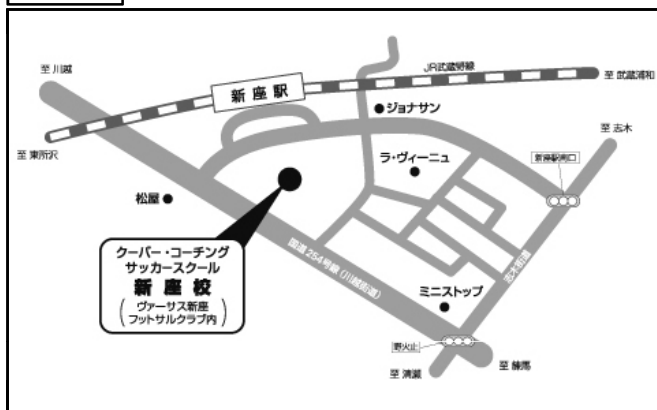 至 川越
JR武蔵野線
至 武蔵浦和
新座駅
ジョナサン
至 志木
至 東所沢
ラ・ヴィーニュ
新座駅南口
松屋
クーバー・コーチング
サッカースクール
新座校
(ヴァーサス新座
フットサルクラブ内)
国道254号線(川越街道)
志木街道
ミニストップ
野火止
至 清瀬
至 練馬